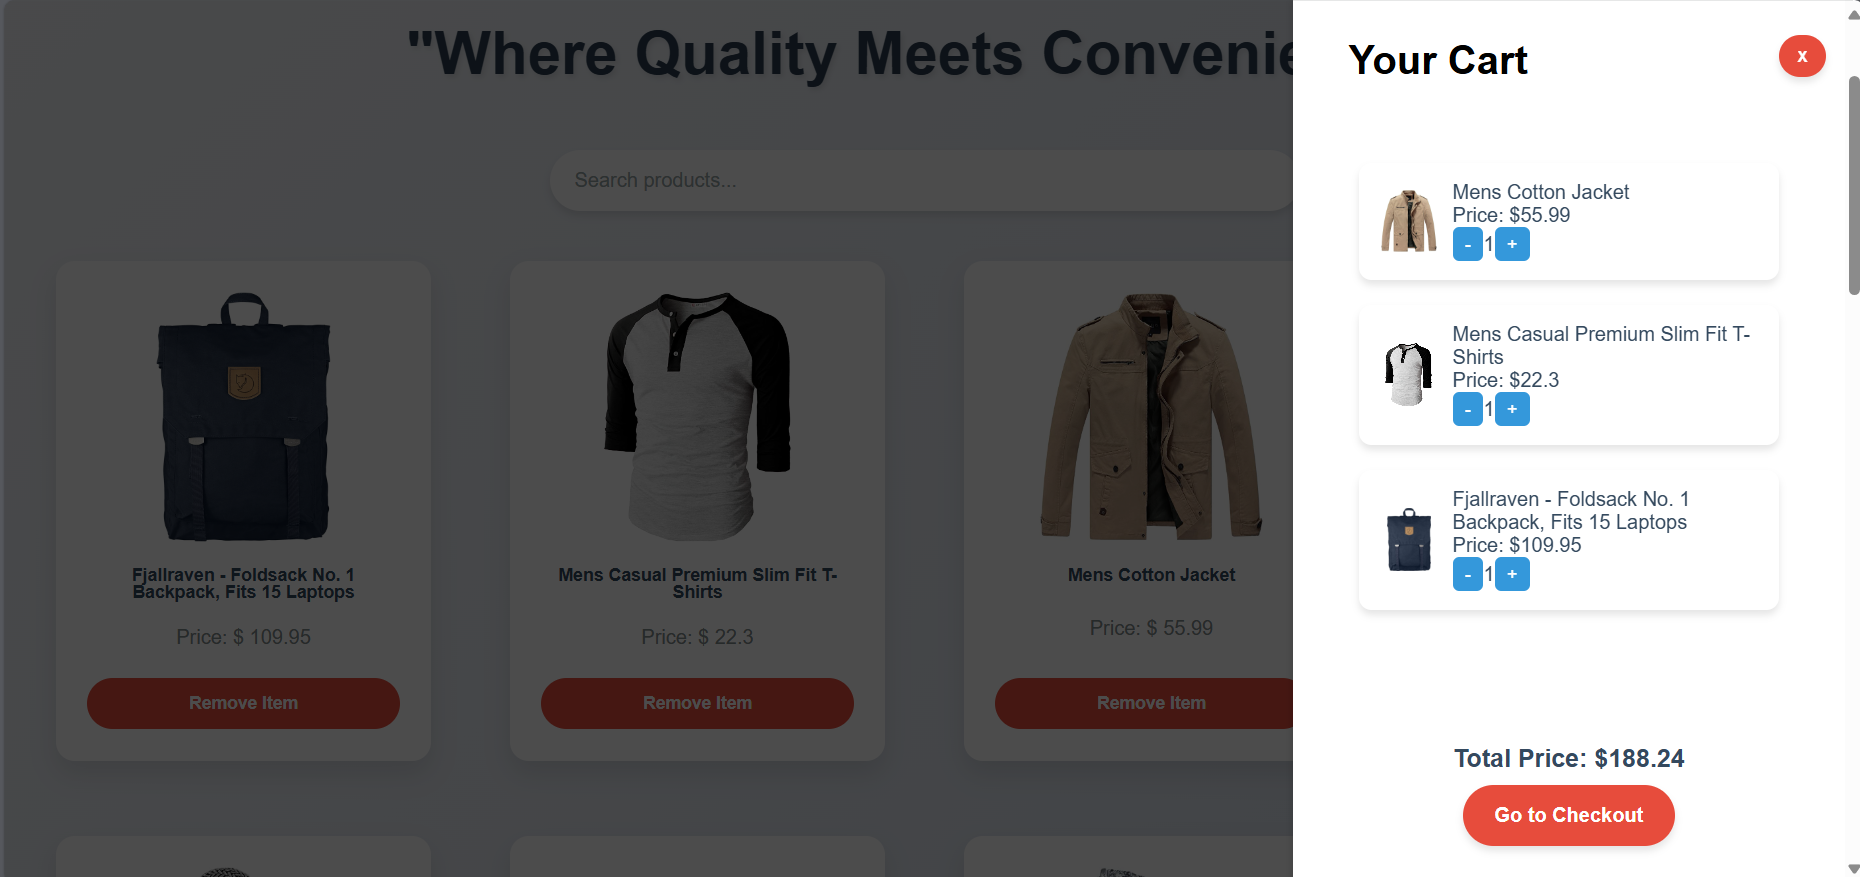 "Where Quality Meets Convenie
Search products...
Fjallraven - Foldsack No. 1
Backpack, Fits 15 Laptops
Price: $ 109.95
Remove Item
Mens Casual Premium Slim Fit T-
Shirts
Price: $ 22.3
Remove Item
Mens Cotton Jacket
Price: $ 55.99
Remove Item
Your Cart
x
Mens Cotton Jacket
Price: $55.99
- 1 +
Mens Casual Premium Slim Fit T-
Shirts
Price: $22.3
- 1 +
Fjallraven - Foldsack No. 1
Backpack, Fits 15 Laptops
Price: $109.95
- 1 +
Total Price: $188.24
Go to Checkout